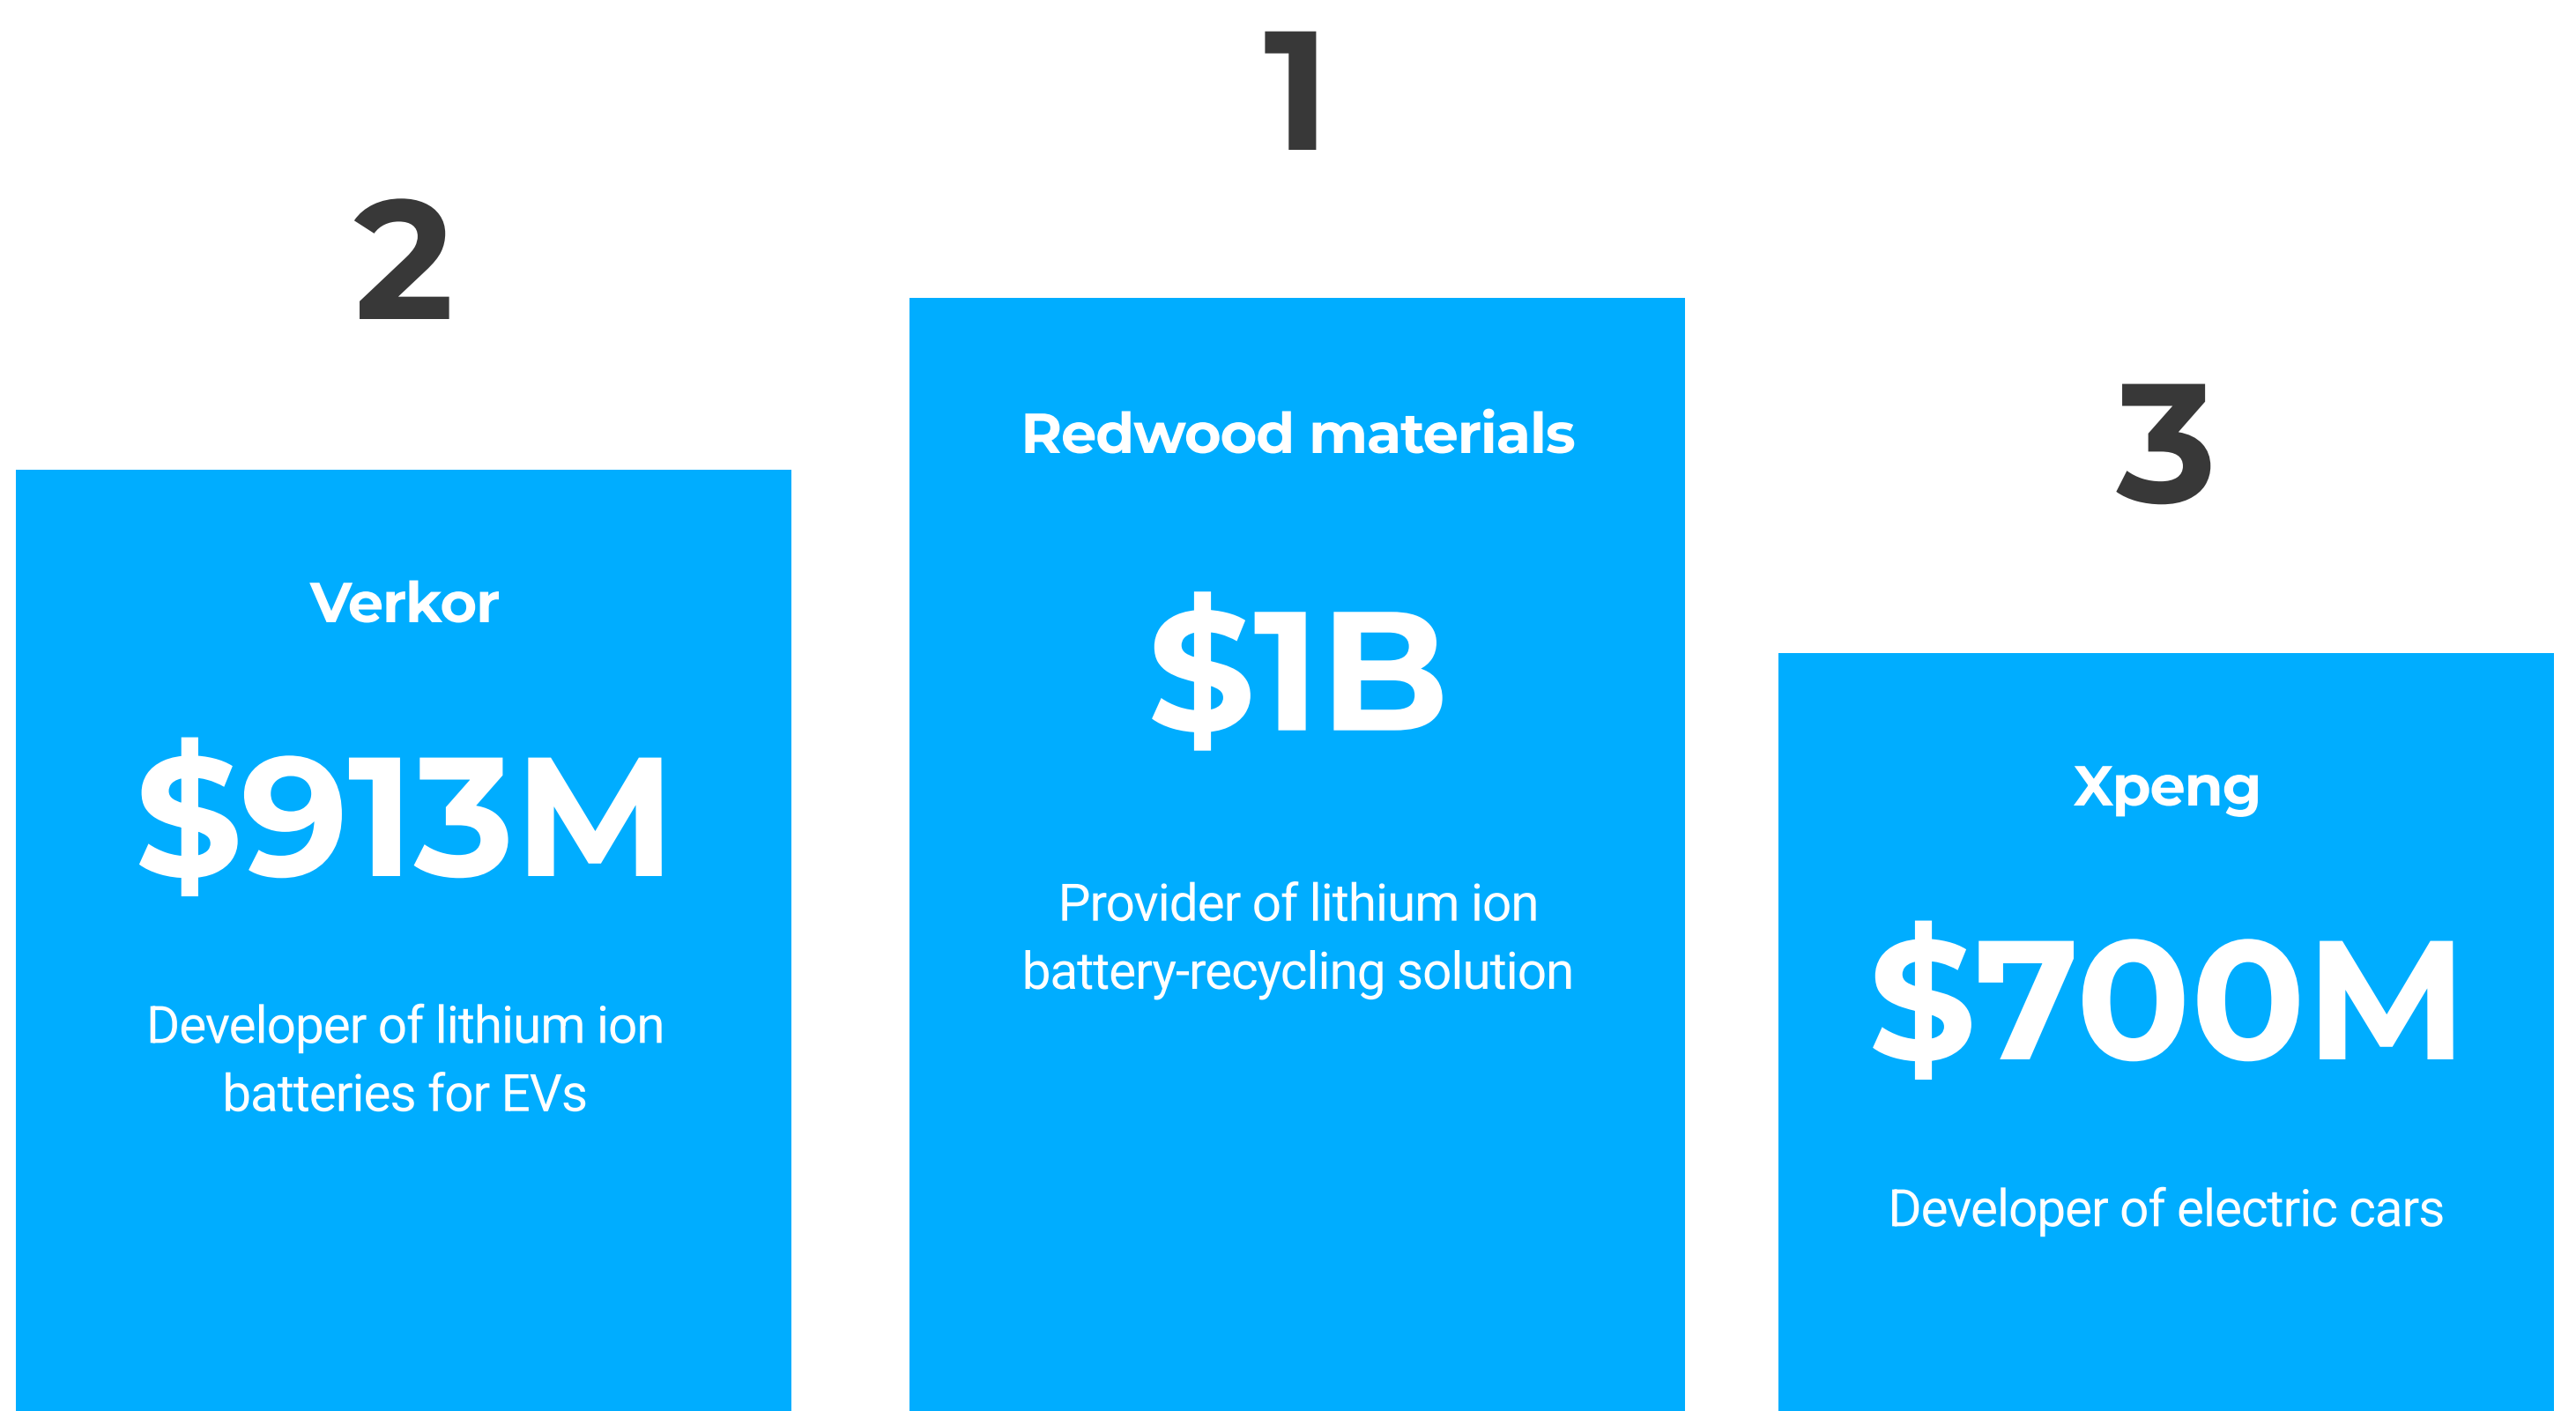 2
Verkor
$913M
Developer of lithium ion
batteries for EVs
1
Redwood materials
$1B
Provider of lithium ion
battery-recycling solution
3
Xpeng
$700M
Developer of electric cars